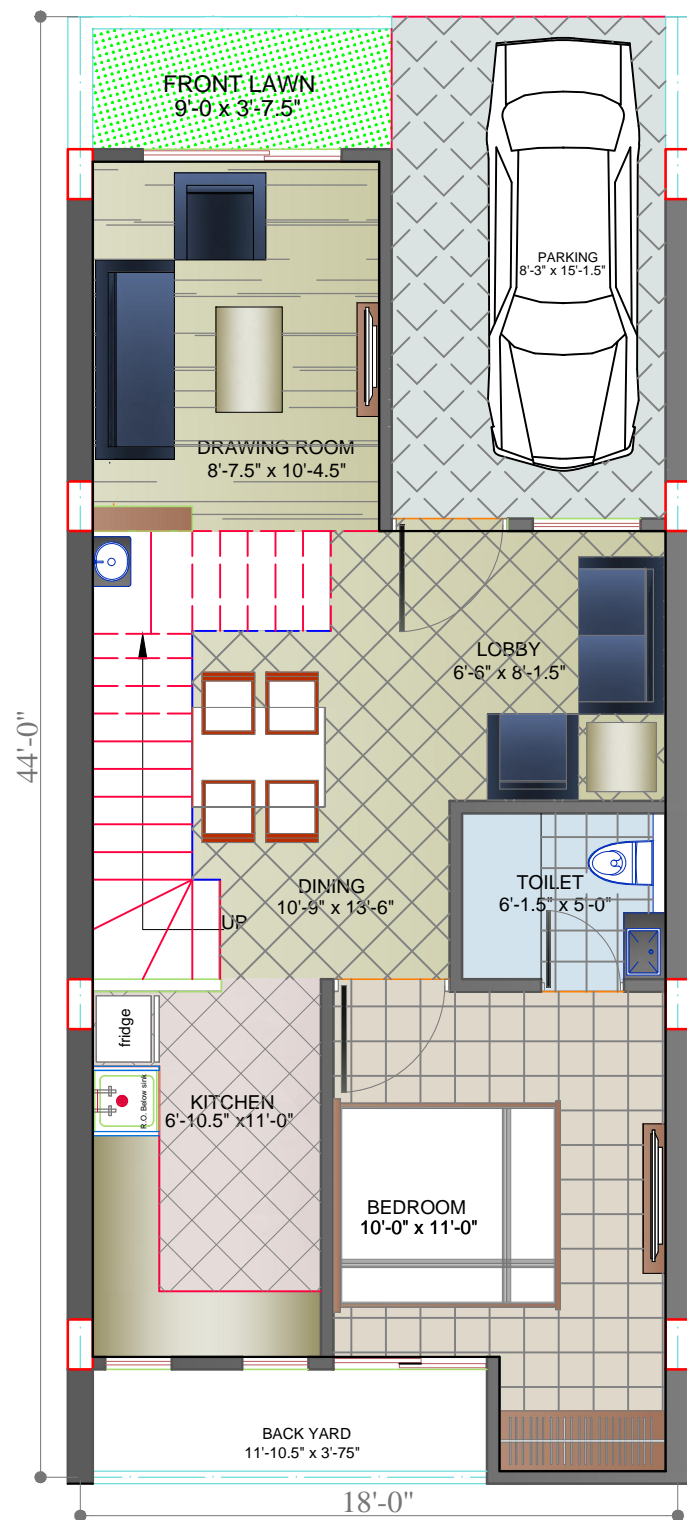 FRONT LAWN
9'-0 x 3'-7.5"
PARKING
8'-3" x 15'-1.5"
DRAWING ROOM
8'-7.5" x 10'-4.5"
LOBBY
6'-6" x 8'-1.5"
44'-0"
DINING
10'-9" x 13'-6"
TOILET
6'-1.5" x 5'-0"
UP
fridge
R.O. Below sink
KITCHEN
6'-10.5" x11'-0"
BEDROOM
10'-0" x 11'-0"
BACK YARD
11'-10.5" x 3'-75"
18'-0"